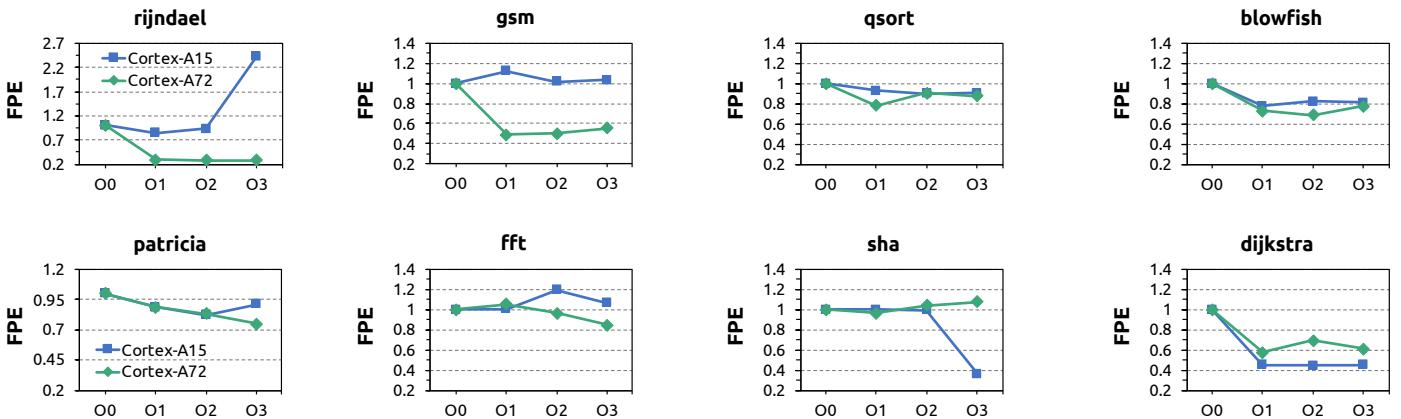 rijndael
FPE
2.7
2.2
1.7
1.2
0.7
0.2
Cortex-A15
Cortex-A72
O0 O1 O2 O3
gsm
FPE
1.4
1.2
1
0.8
0.6
0.4
0.2
O0 O1 O2 O3
qsort
FPE
1.4
1.2
1
0.8
0.6
0.4
0.2
O0 O1 O2 O3
blowfish
FPE
1.4
1.2
1
0.8
0.6
0.4
0.2
O0 O1 O2 O3
patricia
FPE
1.2
0.95
0.7
0.45
0.2
Cortex-A15
Cortex-A72
O0 O1 O2 O3
fft
FPE
1.4
1.2
1
0.8
0.6
0.4
0.2
O0 O1 O2 O3
sha
FPE
1.4
1.2
1
0.8
0.6
0.4
0.2
O0 O1 O2 O3
dijkstra
FPE
1.4
1.2
1
0.8
0.6
0.4
0.2
O0 O1 O2 O3